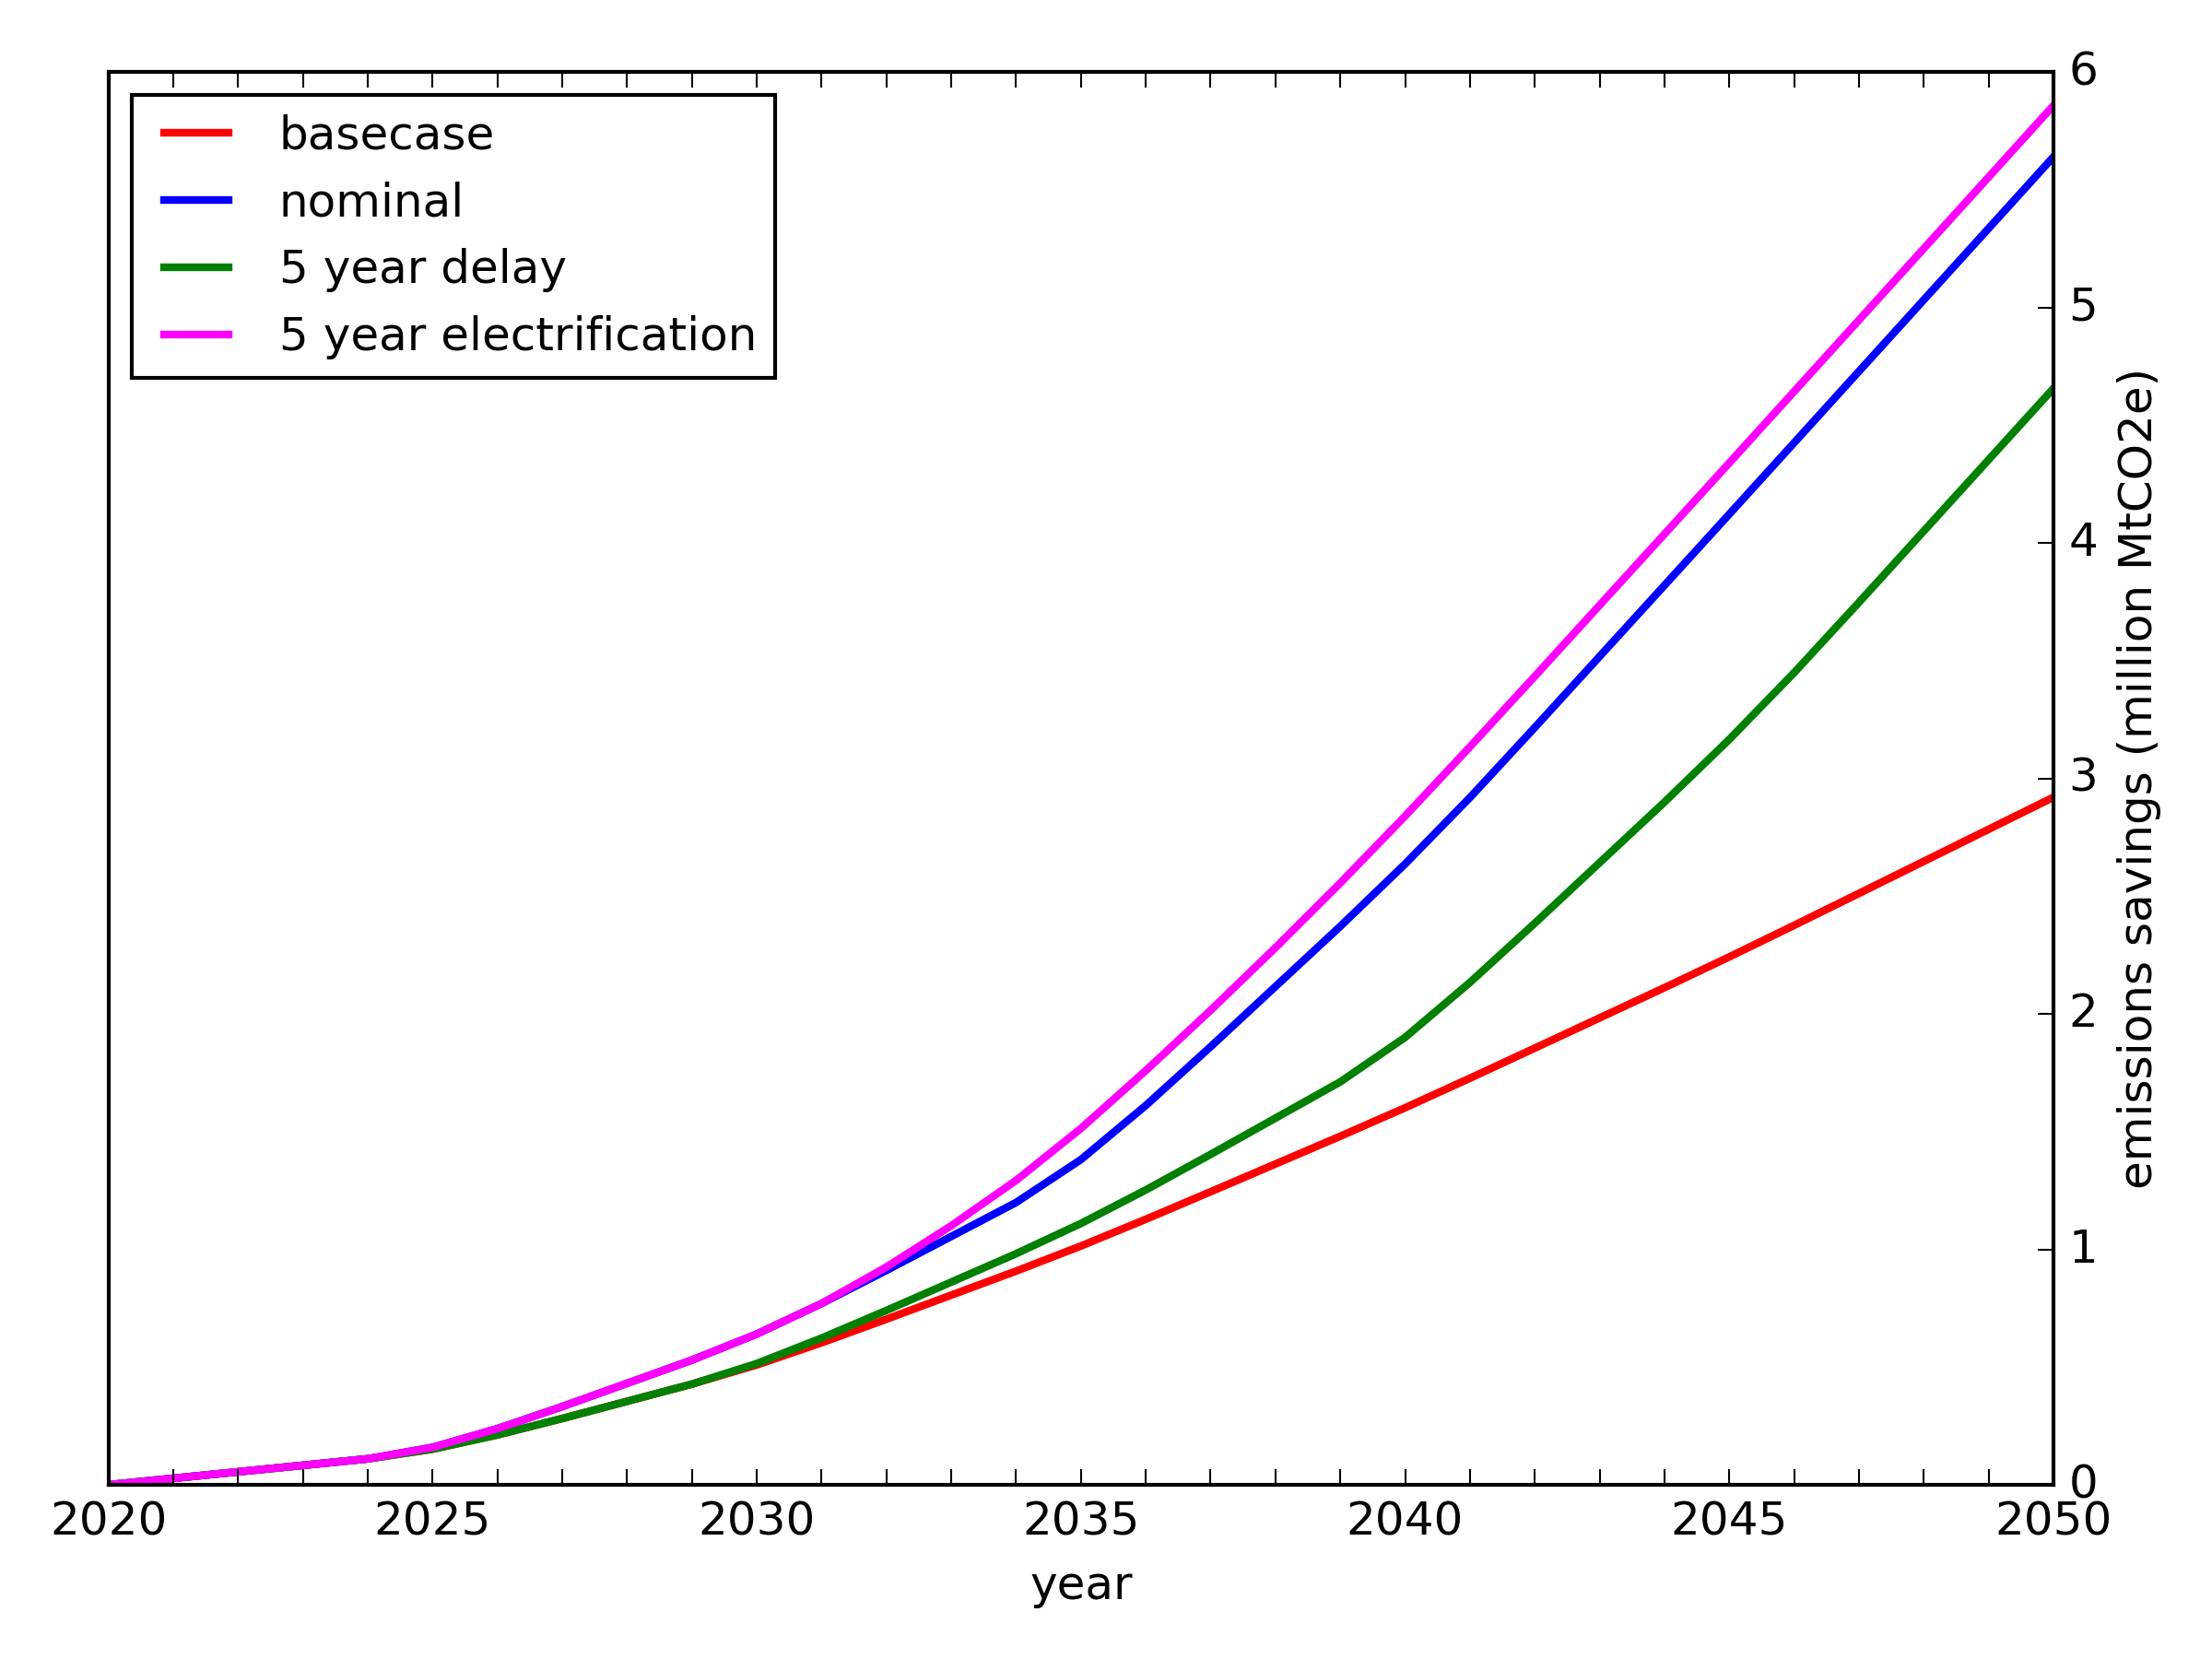 basecase
nominal
5 year delay
5 year electrification
6
5
4
3
2
1
0
emissions savings (million MtCO2e)
2020 2025 2030 2035 2040 2045 2050
year